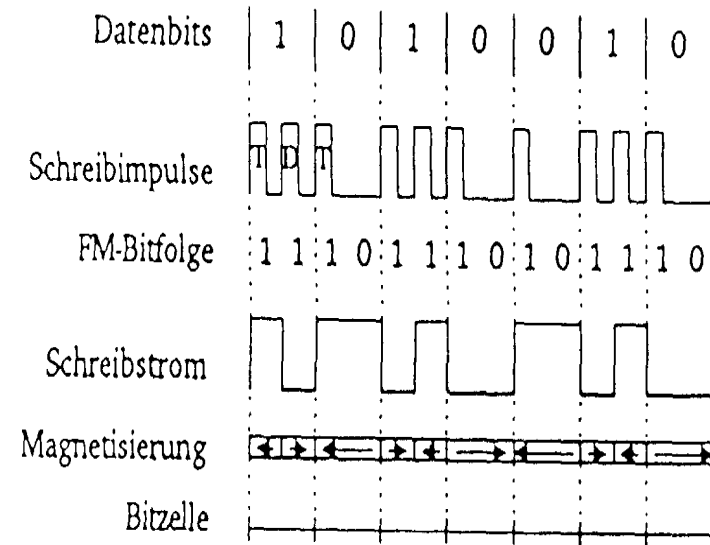 Datenbits 1 0 1 0 0 1 0
T D T
Schreibimpulse
FM-Bitfolge 1 1 1 0 1 1 1 0 1 0 1 1 1 0
Schreibstrom
Magnetisierung
Bitzelle